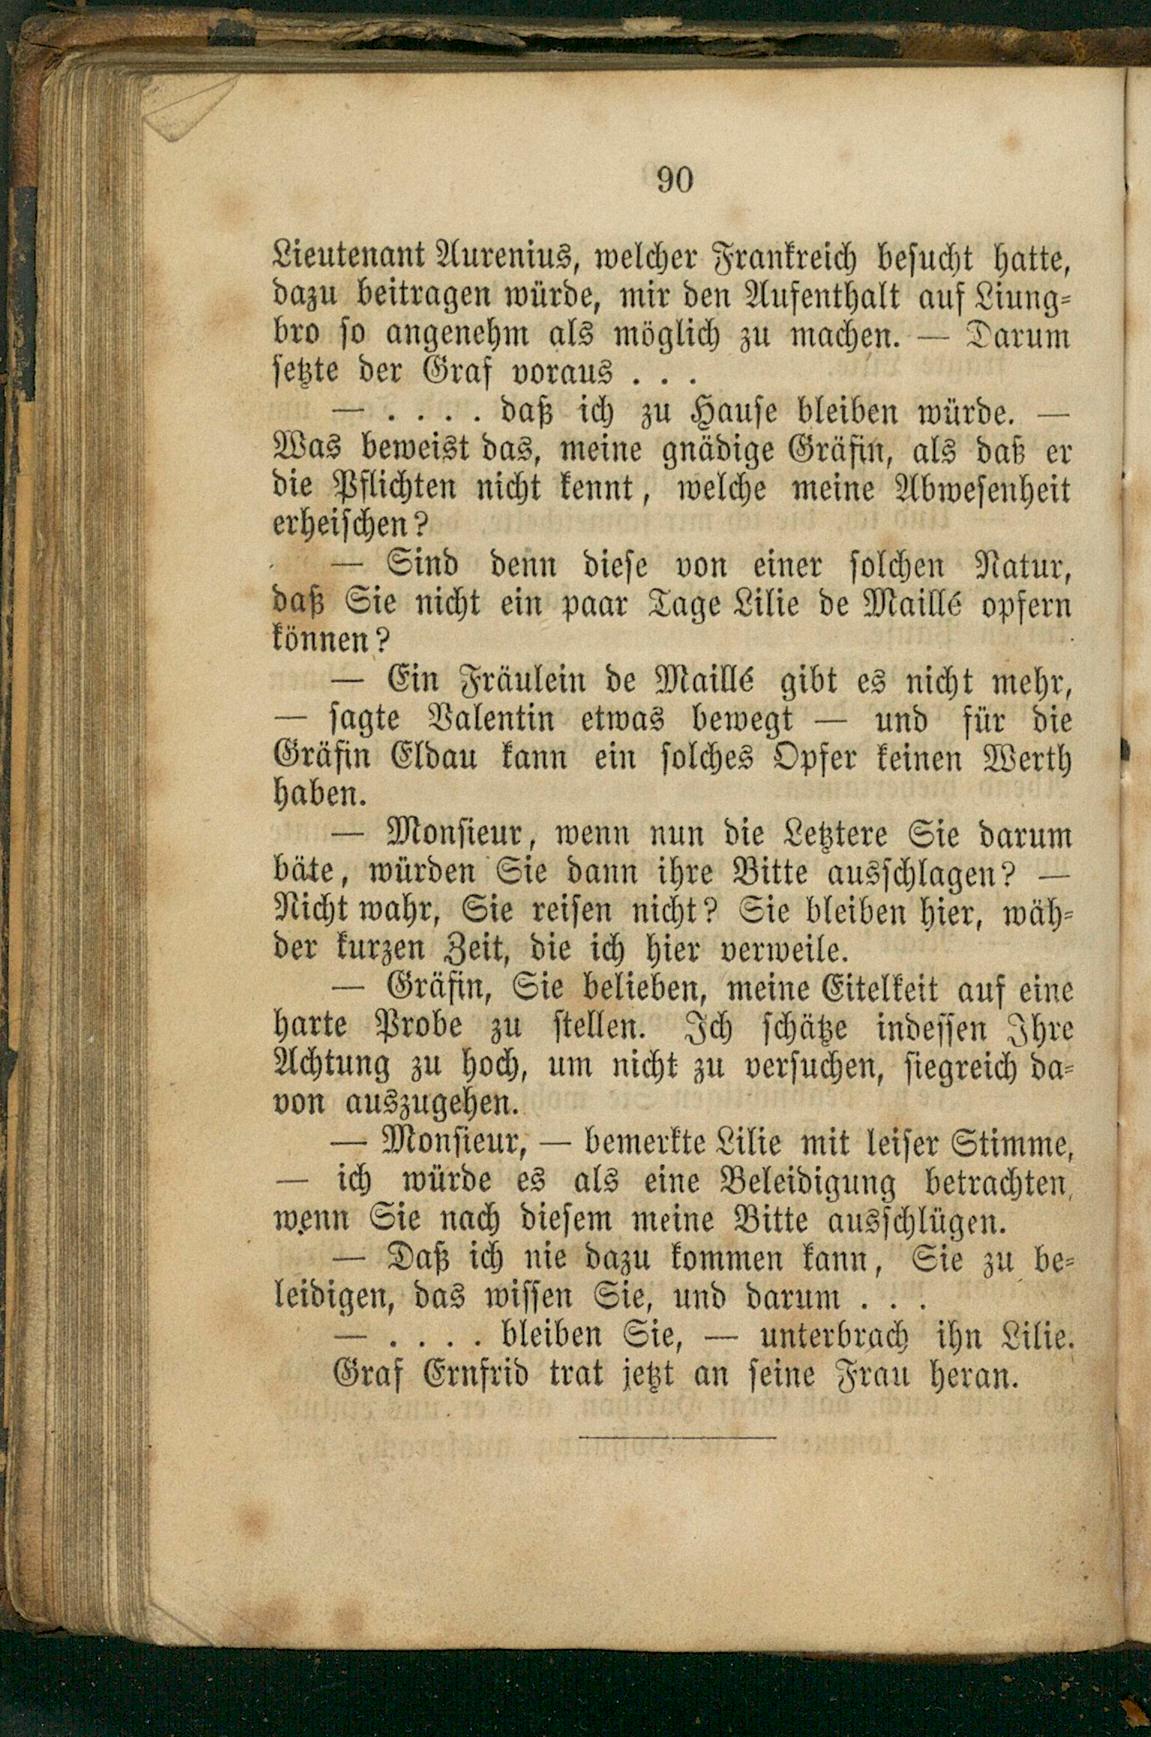 90
Lieutenant Aurenius, welcher Frankreich besucht hatte,
dazu beitragen würde, mir den Aufenthalt auf Liung-
bro so angenehm als möglich zu machen. — Darum
setzte der Graf voraus . . .
— . . . . daß ich zu Hause bleiben würde. —
Was beweist das, meine gnädige Gräfin, als daß er
die Pflichten nicht kennt, welche meine Abwesenheit
erheischen?
— Sind denn diese von einer solchen Natur,
daß Sie nicht ein paar Tage Lilie de Maillé opfern
können?
— Ein Fräulein de Maillé gibt es nicht mehr,
— sagte Valentin etwas bewegt — und für die
Gräfin Eldau kann ein solches Opfer keinen Werth
haben.
— Monsieur, wenn nun die Letztere Sie darum
bäte, würden Sie dann ihre Bitte ausschlagen? —
Nicht wahr, Sie reisen nicht? Sie bleiben hier, wäh-
der kurzen Zeit, die ich hier verweile.
— Gräfin, Sie belieben, meine Eitelkeit auf eine
harte Probe zu stellen. Ich schätze indessen Ihre
Achtung zu hoch, um nicht zu versuchen, siegreich da-
von auszugehen.
— Monsieur, — bemerkte Lilie mit leiser Stimme,
— ich würde es als eine Beleidigung betrachten,
wenn Sie nach diesem meine Bitte ausschlügen.
— Daß ich nie dazu kommen kann, Sie zu be-
leidigen, das wissen Sie, und darum . . .
— . . . . bleiben Sie, — unterbrach ihn Lilie.
Graf Ernfrid trat jetzt an seine Frau heran.